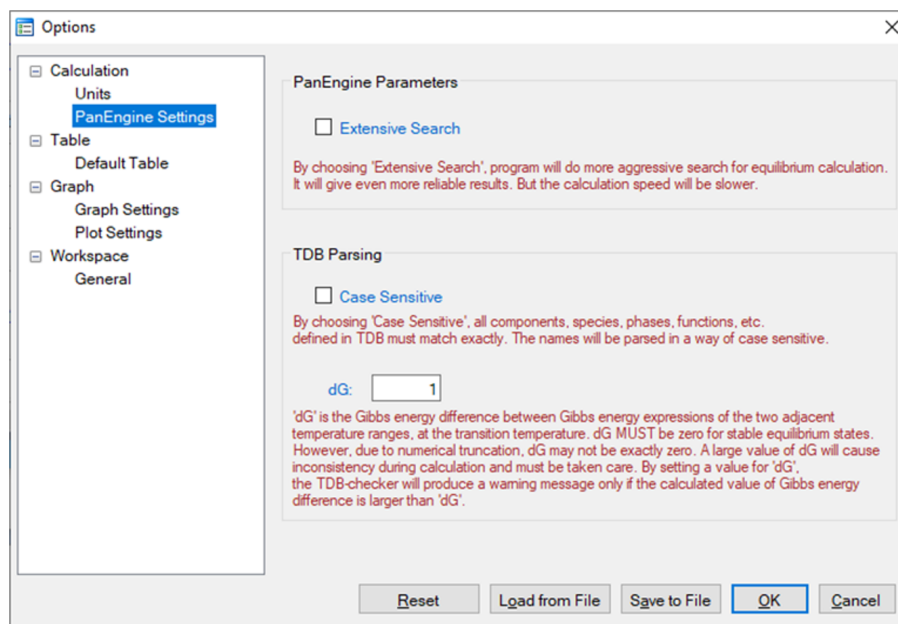 Options
Calculation
Units
PanEngine Settings
Table
Default Table
Graph
Graph Settings
Plot Settings
Workspace
General
PanEngine Parameters
Extensive Search
By choosing 'Extensive Search', program will do more aggressive search for equilibrium calculation.
It will give even more reliable results. But the calculation speed will be slower.
TDB Parsing
Case Sensitive
By choosing 'Case Sensitive', all components, species, phases, functions, etc.
defined in TDB must match exactly. The names will be parsed in a way of case sensitive.
dG: 1
'dG' is the Gibbs energy difference between Gibbs energy expressions of the two adjacent
temperature ranges, at the transition temperature. dG MUST be zero for stable equilibrium states.
However, due to numerical truncation, dG may not be exactly zero. A large value of dG will cause
inconsistency during calculation and must be taken care. By setting a value for 'dG',
the TDB-checker will produce a warning message only if the calculated value of Gibbs energy
difference is larger than 'dG'.
Reset Load from File Save to File OK Cancel